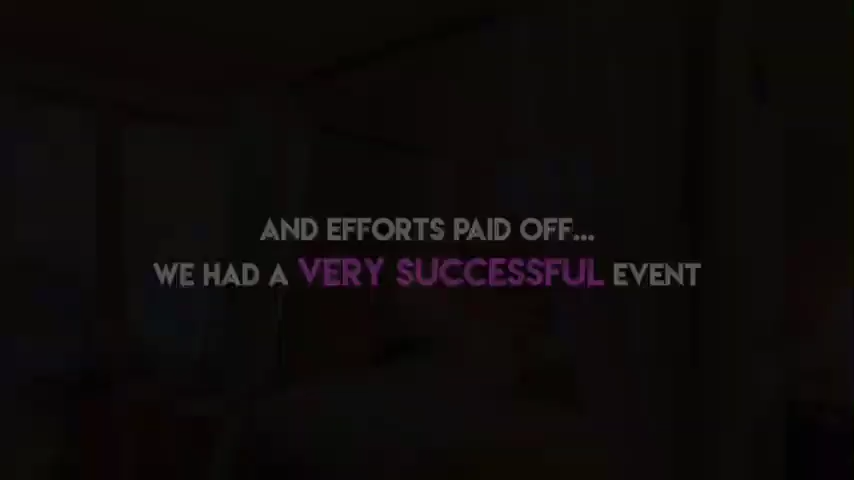 AND EFFORTS PAID OFF...
WE HAD A VERY SUCCESSFUL EVENT